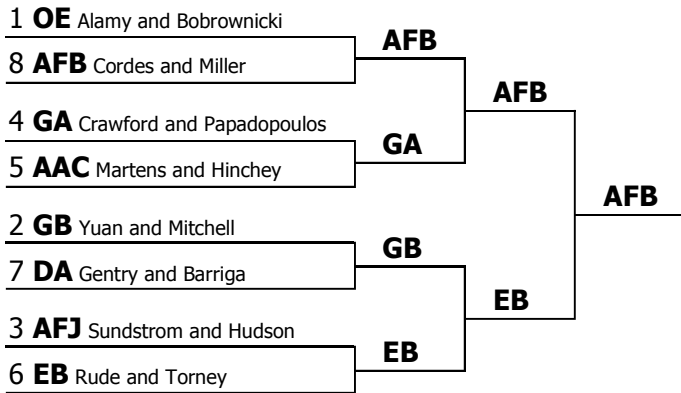 1 OE Alamy and Bobrownicki
8 AFB Cordes and Miller
4 GA Crawford and Papadopoulos
5 AAC Martens and Hinchey
2 GB Yuan and Mitchell
7 DA Gentry and Barriga
3 AFJ Sundstrom and Hudson
6 EB Rude and Torney
AFB
GA
GB
EB
AFB
EB
AFB